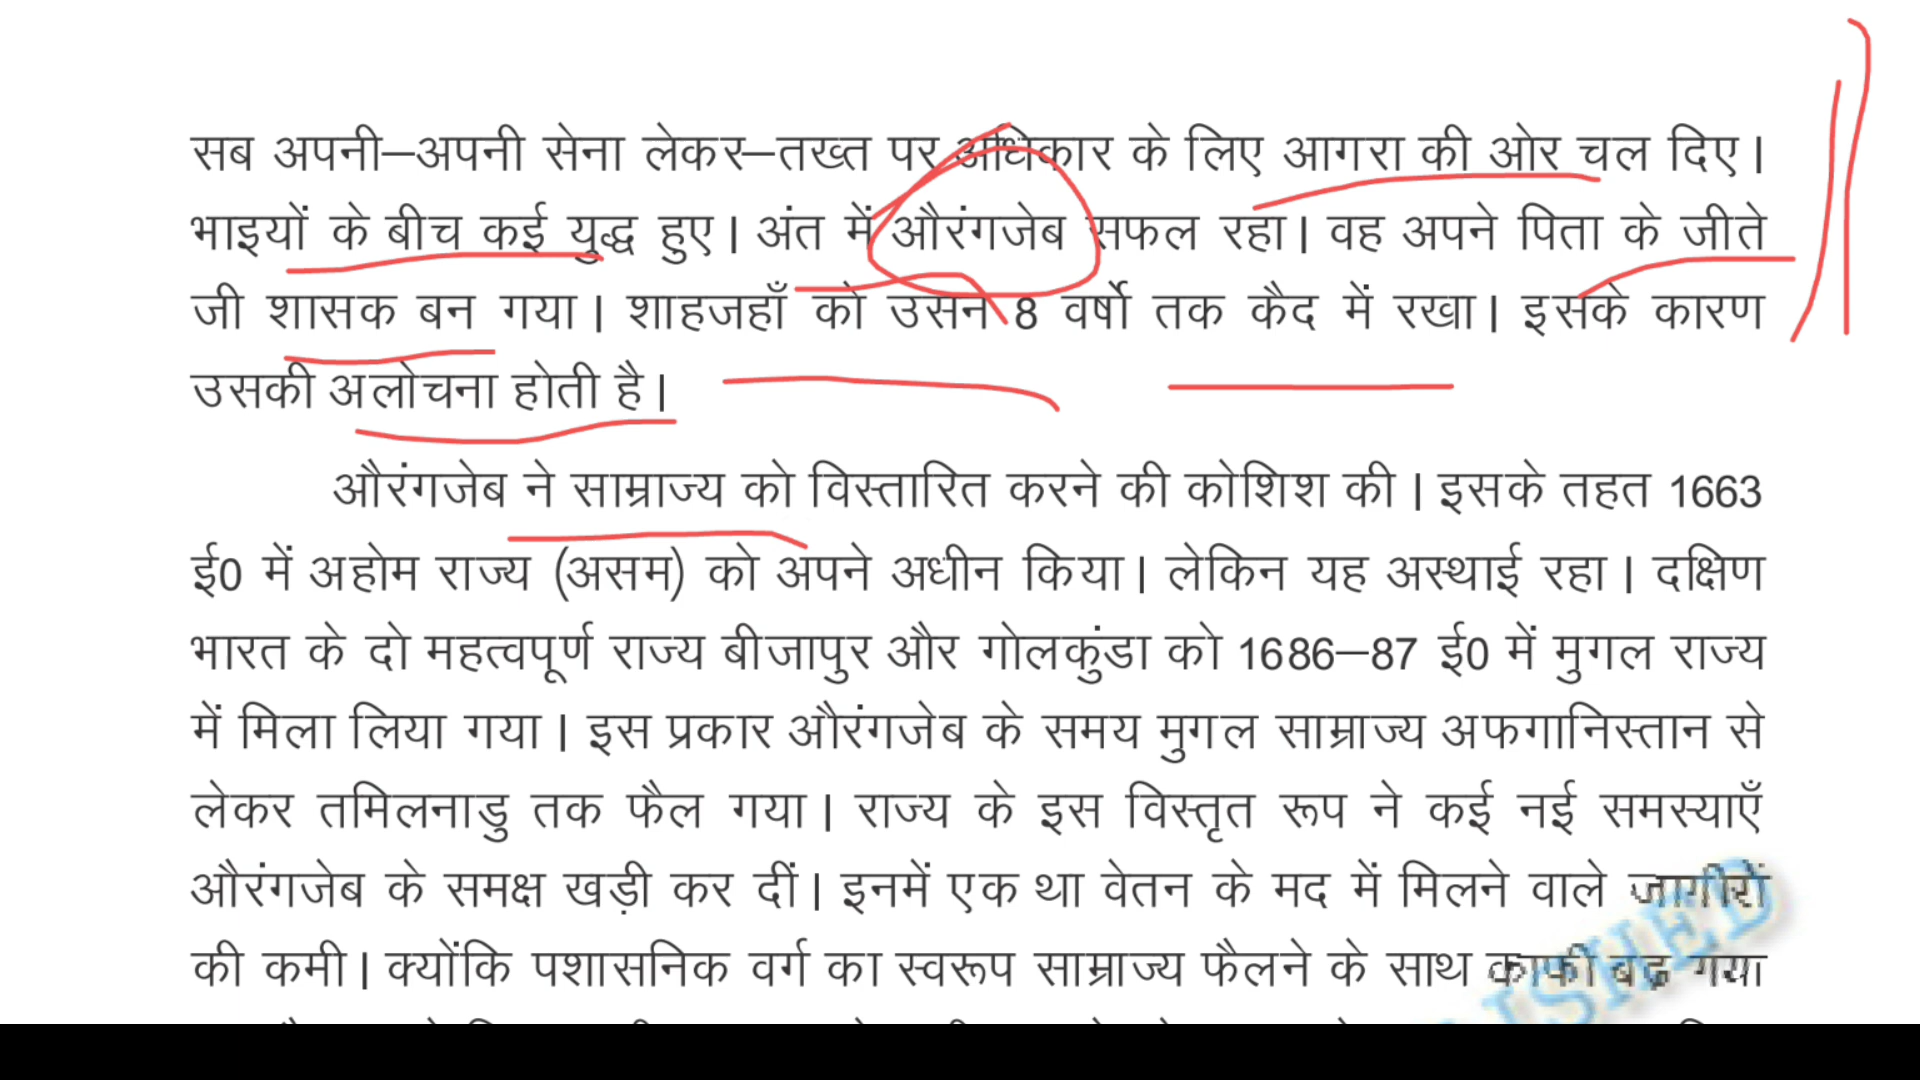 सब अपनी–अपनी सेना लेकर–तख्त पर अधिकार के लिए आगरा की ओर चल दिए।
भाइयों के बीच कई युद्ध हुए। अंत में औरंगजेब सफल रहा। वह अपने पिता के जीते
जी शासक बन गया। शाहजहाँ को उसने 8 वर्षो तक कैद में रखा। इसके कारण
उसकी अलोचना होती है।
औरंगजेब ने साम्राज्य को विस्तारित करने की कोशिश की। इसके तहत 1663
ई0 में अहोम राज्य (असम) को अपने अधीन किया। लेकिन यह अस्थाई रहा। दक्षिण
भारत के दो महत्वपूर्ण राज्य बीजापुर और गोलकुंडा को 1686–87 ई0 में मुगल राज्य
में मिला लिया गया। इस प्रकार औरंगजेब के समय मुगल साम्राज्य अफगानिस्तान से
लेकर तमिलनाडु तक फैल गया। राज्य के इस विस्तृत रूप ने कई नई समस्याएँ
औरंगजेब के समक्ष खड़ी कर दीं। इनमें एक था वेतन के मद में मिलने वाले जागीरों
की कमी। क्योंकि पशासनिक वर्ग का स्वरूप साम्राज्य फैलने के साथ काफी बढ़ गया